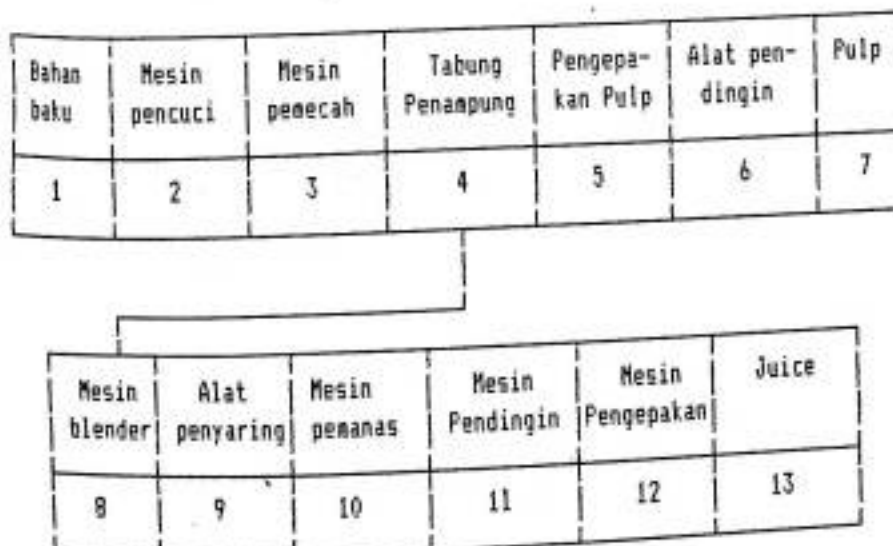 Bahan Mesin Mesin Tabung Pengepa- Alat pen- Pulp
baku pencuci pemecah Penampung kan Pulp dingin
1 2 3 4 5 6 7
Mesin Alat Mesin Mesin Mesin Juice
blender penyaring pemanas Pendingin Pengepakan
8 9 10 11 12 13